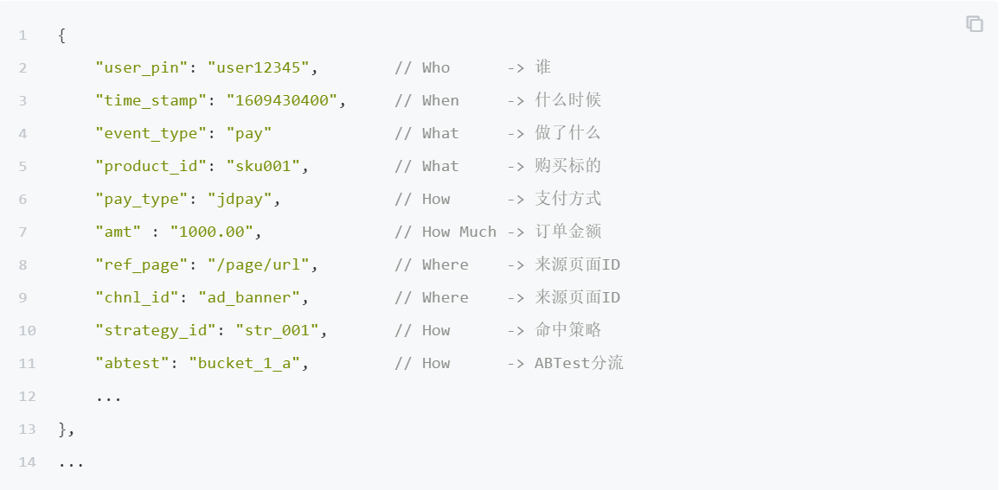 1 {
2 "user_pin": "user12345", // Who -> 谁
3 "time_stamp": "1609430400", // When -> 什么时候
4 "event_type": "pay" // What -> 做了什么
5 "product_id": "sku001", // What -> 购买标的
6 "pay_type": "jdpay", // How -> 支付方式
7 "amt" : "1000.00", // How Much -> 订单金额
8 "ref_page": "/page/url", // Where -> 来源页面ID
9 "chnl_id": "ad_banner", // Where -> 来源页面ID
10 "strategy_id": "str_001", // How -> 命中策略
11 "abtest": "bucket_1_a", // How -> ABTest分流
12 ...
13 },
14 ...